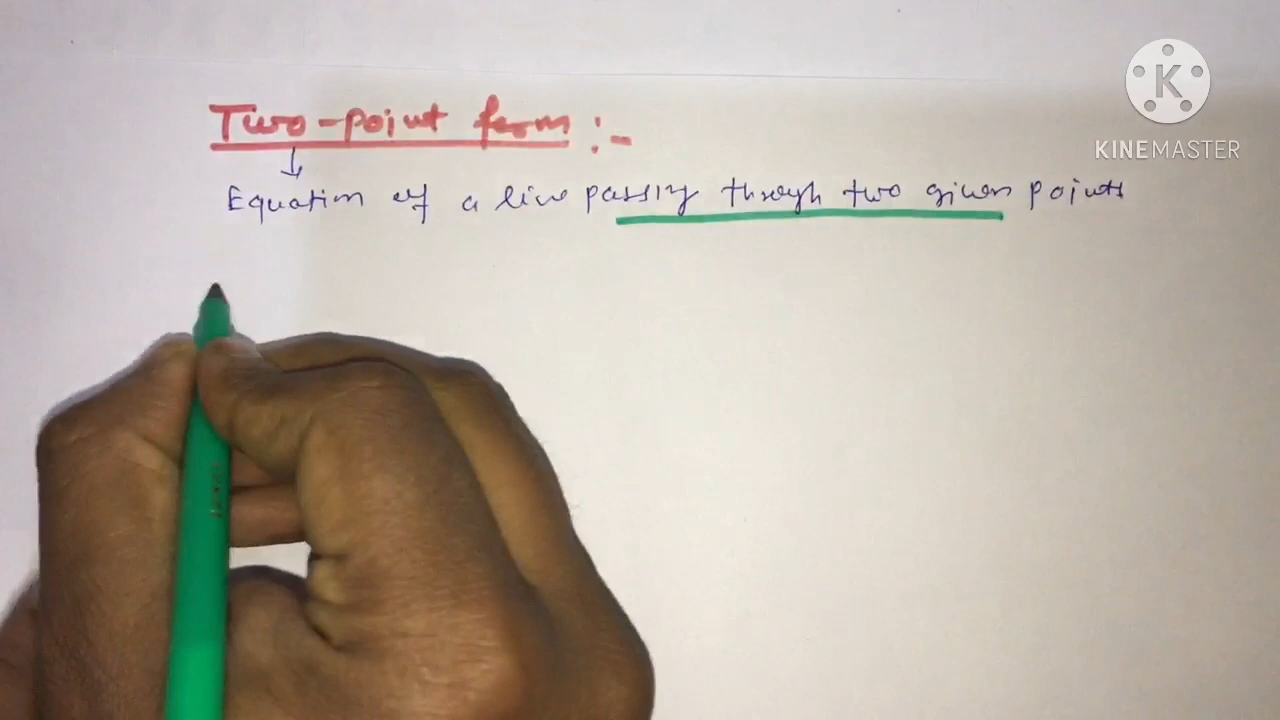 Two-point form :-
Equation of a line passing through two given points
K
KINEMASTER